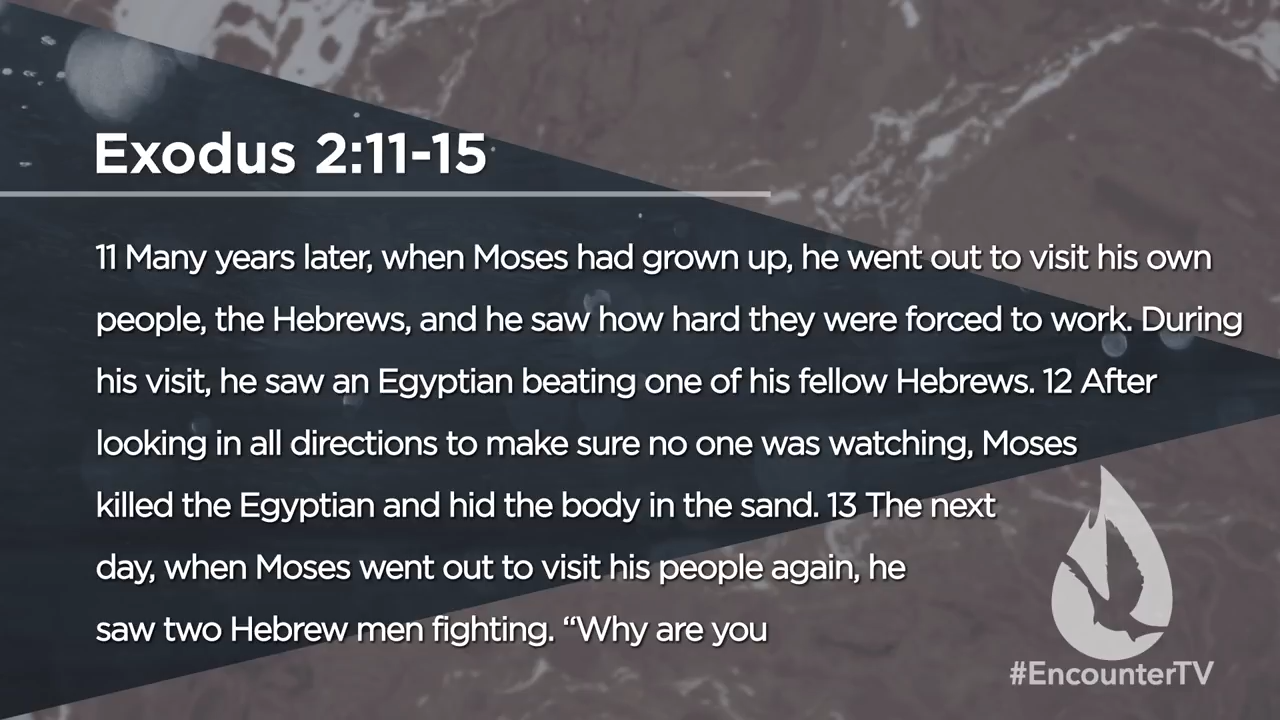 Exodus 2:11-15
11 Many years later, when Moses had grown up, he went out to visit his own
people, the Hebrews, and he saw how hard they were forced to work. During
his visit, he saw an Egyptian beating one of his fellow Hebrews. 12 After
looking in all directions to make sure no one was watching, Moses
killed the Egyptian and hid the body in the sand. 13 The next
day, when Moses went out to visit his people again, he
saw two Hebrew men fighting. “Why are you
#EncounterTV